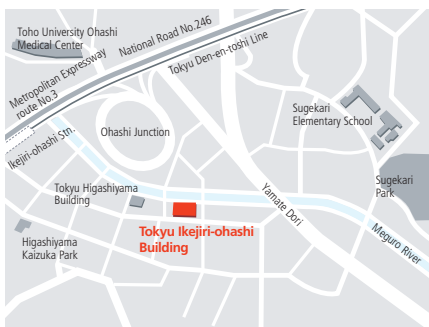 Toho University Ohashi
Medical Center
National Road No.246
Metropolitan Expressway
route No.3
Tokyu Den-en-toshi Line
Ikejiri-ohashi Stn.
Ohashi Junction
Sugekari
Elementary School
Tokyu Higashiyama
Building
Sugekari
Park
Yamate Dori
Tokyu Ikejiri-ohashi
Building
Meguro River
Higashiyama
Kaizuka Park